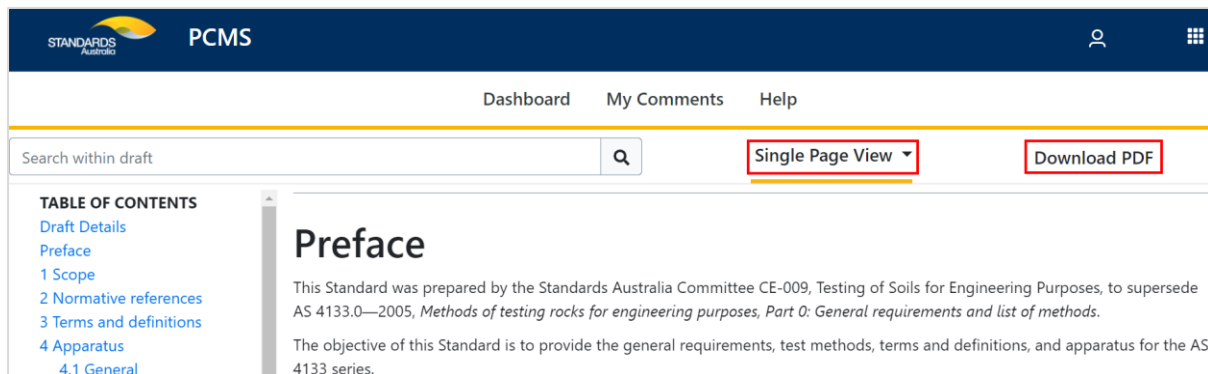 STANDARDS
Australia
PCMS
Dashboard My Comments Help
Search within draft
Single Page View
Download PDF
TABLE OF CONTENTS
Draft Details
Preface
1 Scope
2 Normative references
3 Terms and definitions
4 Apparatus
4.1 General
Preface
This Standard was prepared by the Standards Australia Committee CE-009, Testing of Soils for Engineering Purposes, to supersede
AS 4133.0—2005, Methods of testing rocks for engineering purposes, Part 0: General requirements and list of methods.
The objective of this Standard is to provide the general requirements, test methods, terms and definitions, and apparatus for the AS
4133 series.